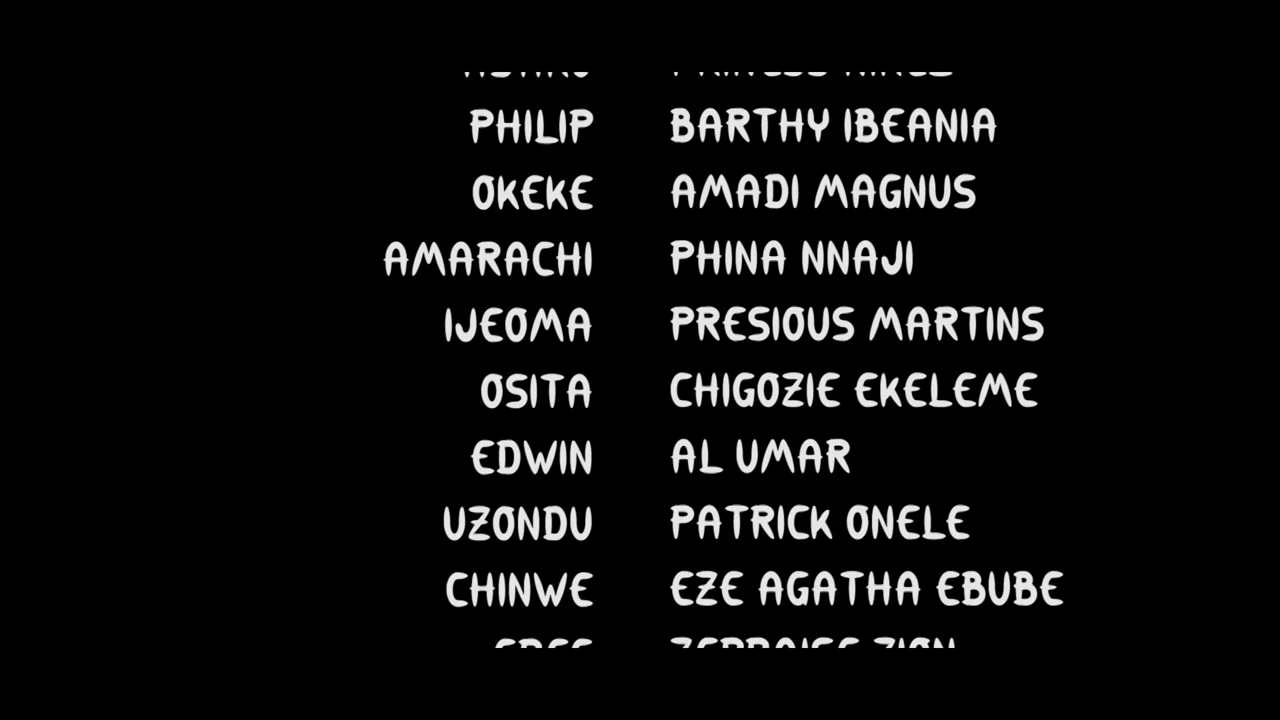 PHILIP BARTHY IBEANIA
OKEKE AMADI MAGNUS
AMARACHI PHINA NNAJI
IJEOMA PRESIOUS MARTINS
OSITA CHIGOZIE EKELEME
EDWIN AL UMAR
UZONDU PATRICK ONELE
CHINWE EZE AGATHA EBUBE